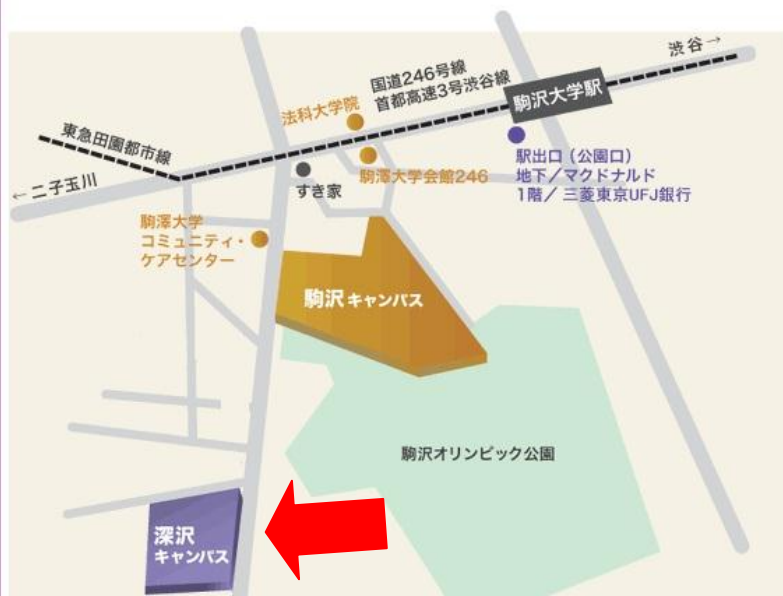 渋谷→
国道246号線
首都高速3号渋谷線
駒沢大学駅
法科大学院
東急田園都市線
駅出口（公園口）
地下／マクドナルド
1階／三菱東京UFJ銀行
駒澤大学会館246
←二子玉川
すき家
駒澤大学
コミュニティ・
ケアセンター
駒沢キャンパス
駒沢オリンピック公園
深沢
キャンパス